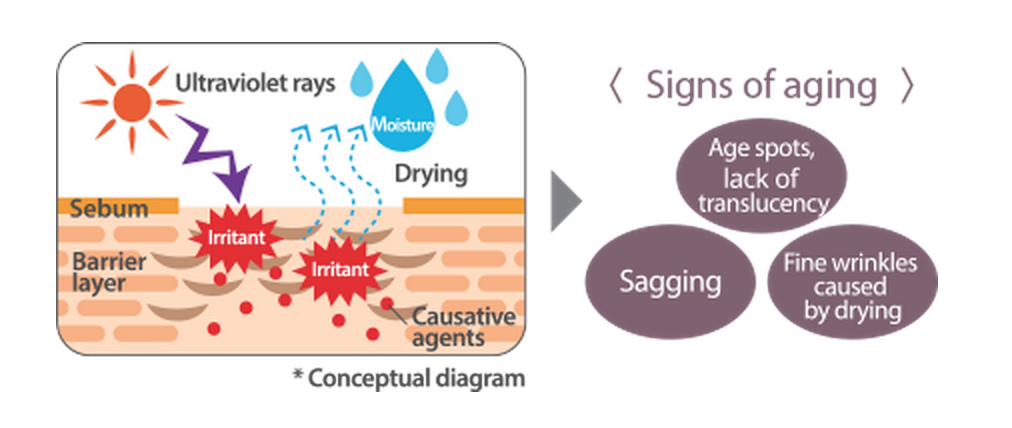 Ultraviolet rays
Moisture
Drying
Sebum
Irritant
Barrier
layer
Irritant
Causative
agents
* Conceptual diagram
〈 Signs of aging 〉
Age spots,
lack of
translucency
Sagging
Fine wrinkles
caused
by drying